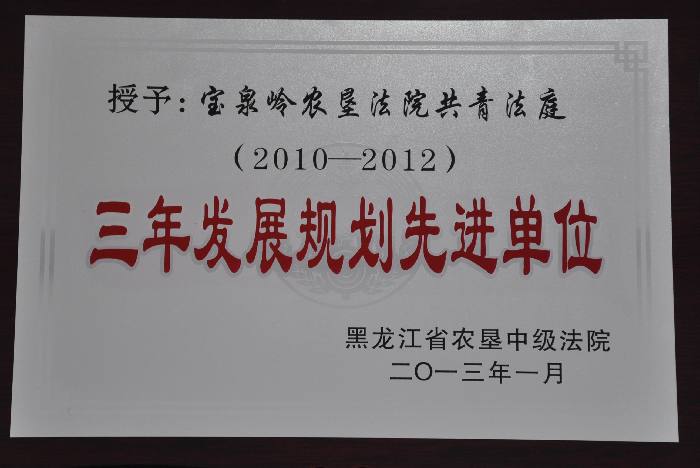 授予：宝泉岭农垦法院共青法庭
（2010—2012）
三年发展规划先进单位
黑龙江省农垦中级法院
二〇一三年一月